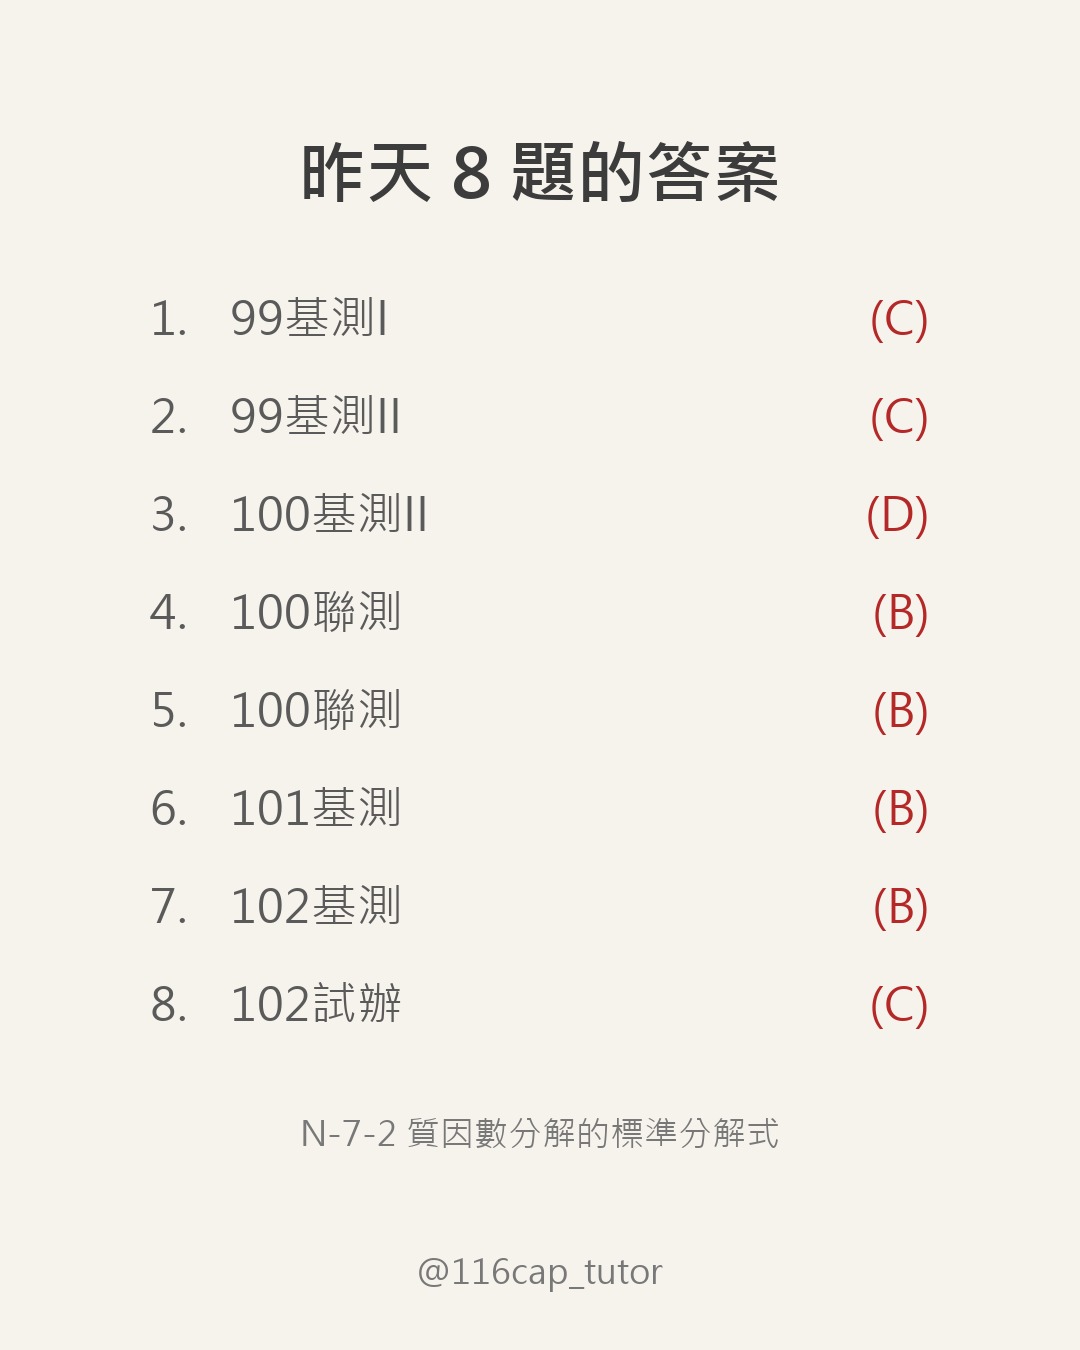 昨天 8 題的答案
1. 99基測I (C)
2. 99基測II (C)
3. 100基測II (D)
4. 100聯測 (B)
5. 100聯測 (B)
6. 101基測 (B)
7. 102基測 (B)
8. 102試辦 (C)
N-7-2 質因數分解的標準分解式
@116cap_tutor